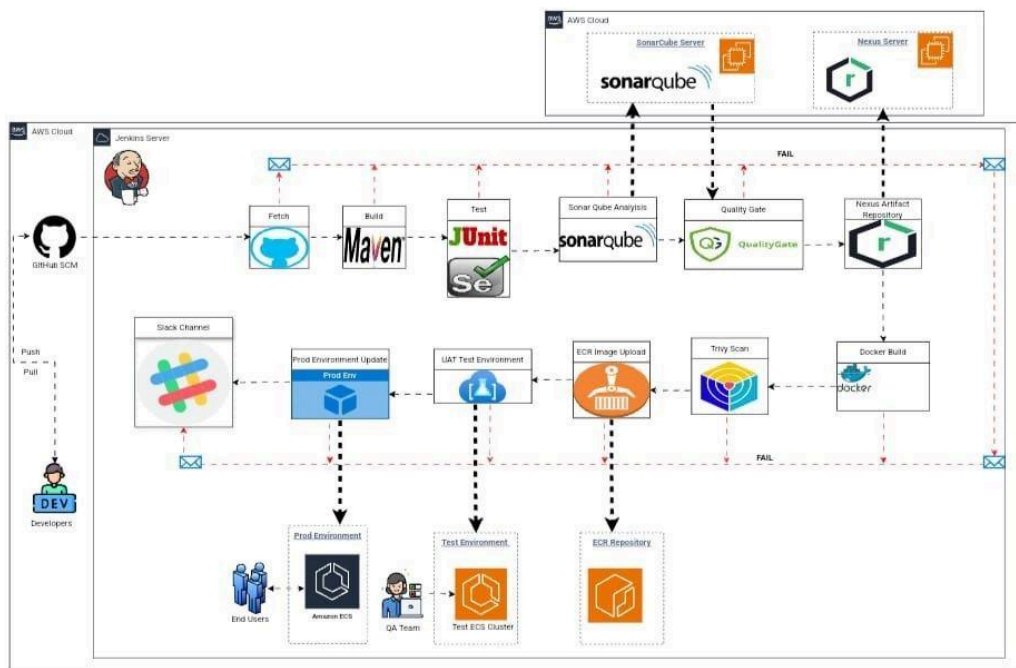 AWS Cloud
SonarCube Server
Nexus Server
sonarqube
r
AWS Cloud
Jenkins Server
FAIL
Fetch
Build
Test
Sonar Qube Analyisis
Quality Gate
Nexus Artifact
Repository
Maven
JUnit
sonarqube
QG
QualityGate
r
Se
GitHub SCM
Slack Channel
Prod Environment Update
UAT Test Environment
ECR Image Upload
Trivy Scan
Docker Build
Push
Pull
Prod Env
docker
FAIL
DEV
Developers
Prod Environment
Test Environment
ECR Repository
Amazon ECS
End Users
QA Team
Test ECS Cluster